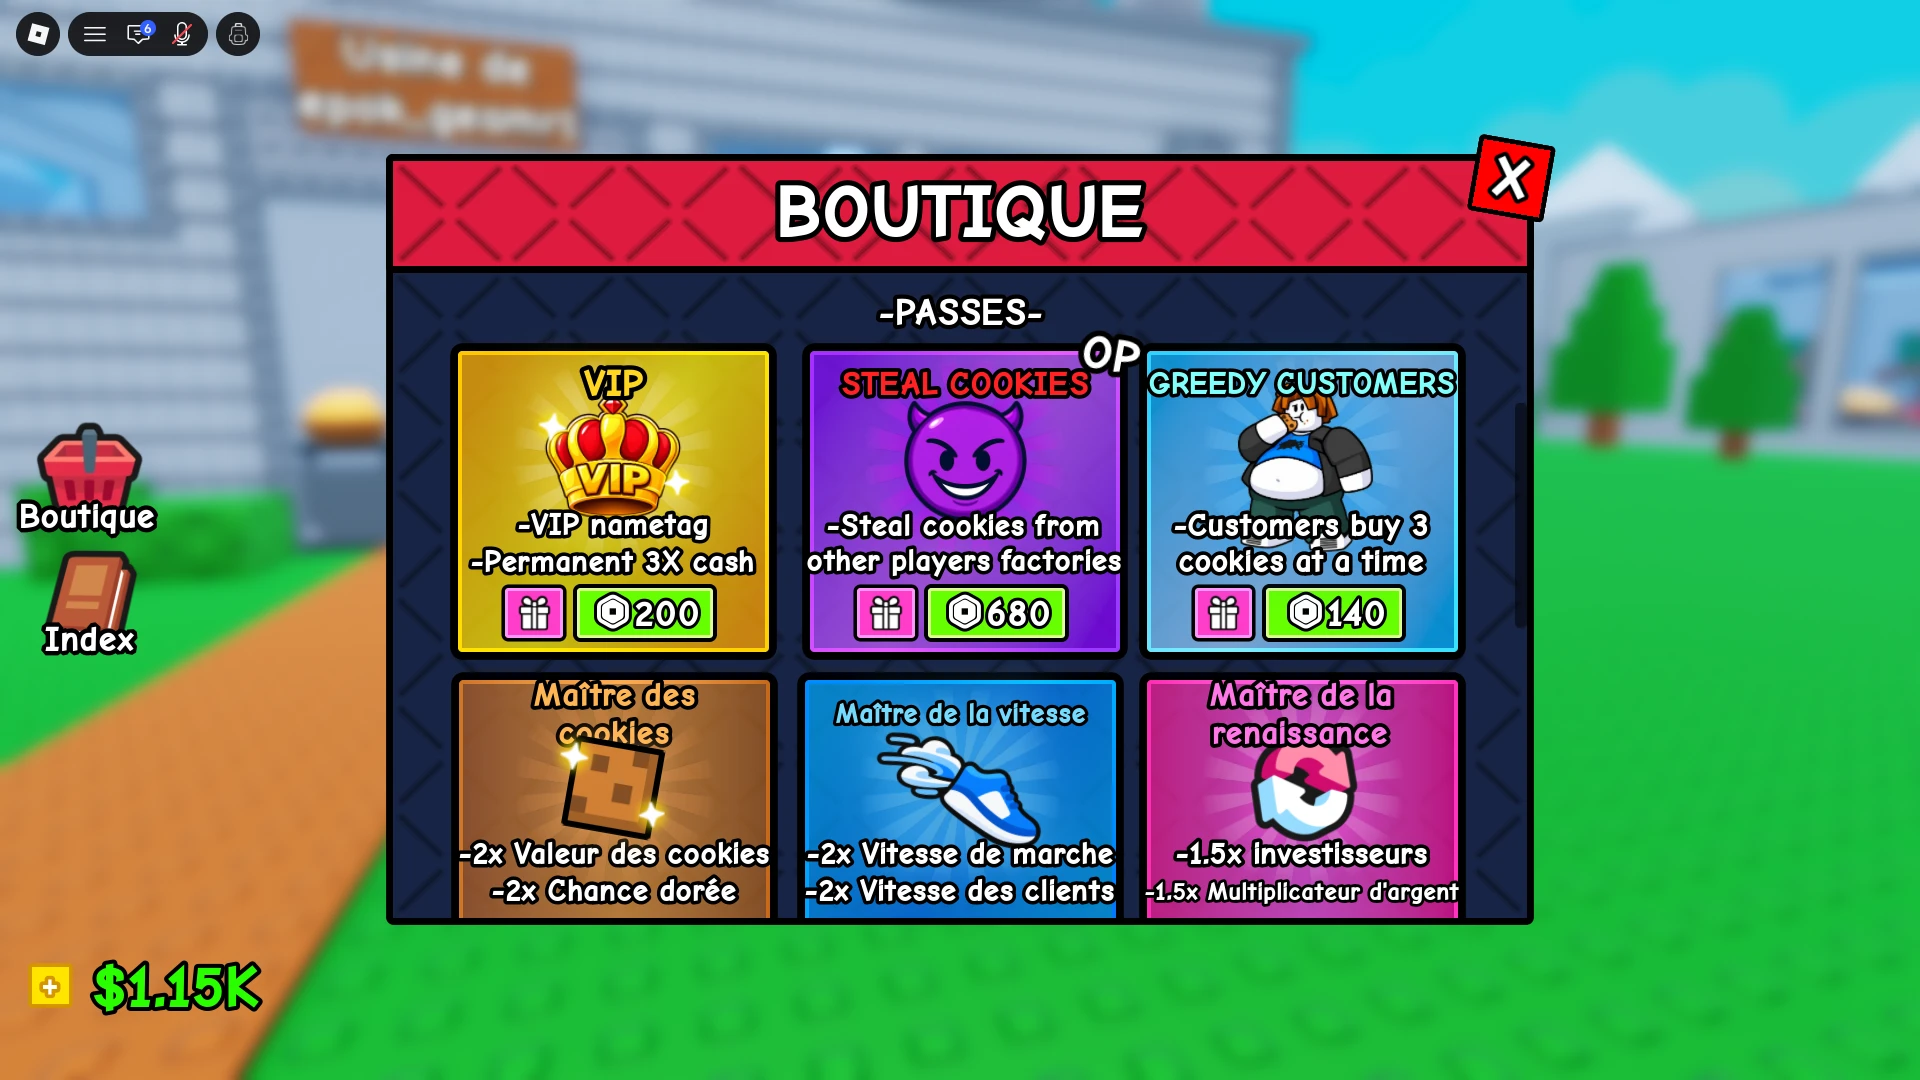 6
Usine de
BOUTIQUE
X
-PASSES-
OP
VIP
VIP
-VIP nametag
-Permanent 3X cash
200
STEAL COOKIES
-Steal cookies from
other players factories
680
GREEDY CUSTOMERS
-Customers buy 3
cookies at a time
140
Maître des
cookies
-2x Valeur des cookies
-2x Chance dorée
Maître de la vitesse
-2x Vitesse de marche
-2x Vitesse des clients
Maître de la
renaissance
-1.5x investisseurs
-1.5x Multiplicateur d'argent
Boutique
Index
$1.15K